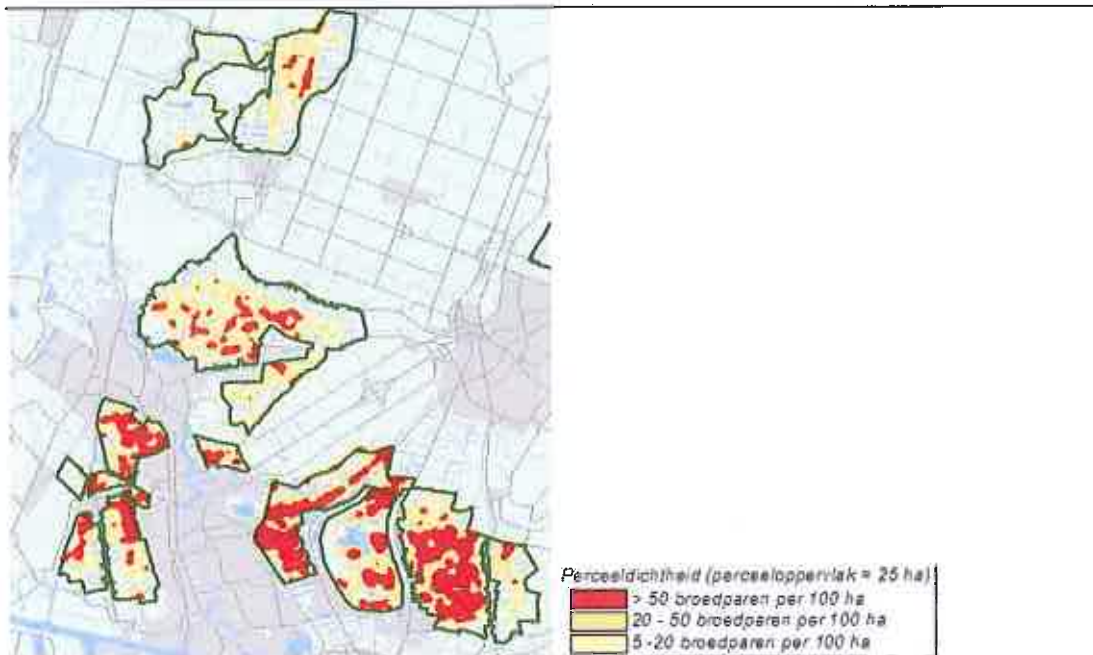 Perceeldichtheid (perceeloppervlak = 25 ha)
> 50 broedparen per 100 ha
20 - 50 broedparen per 100 ha
5 -20 broedparen per 100 ha